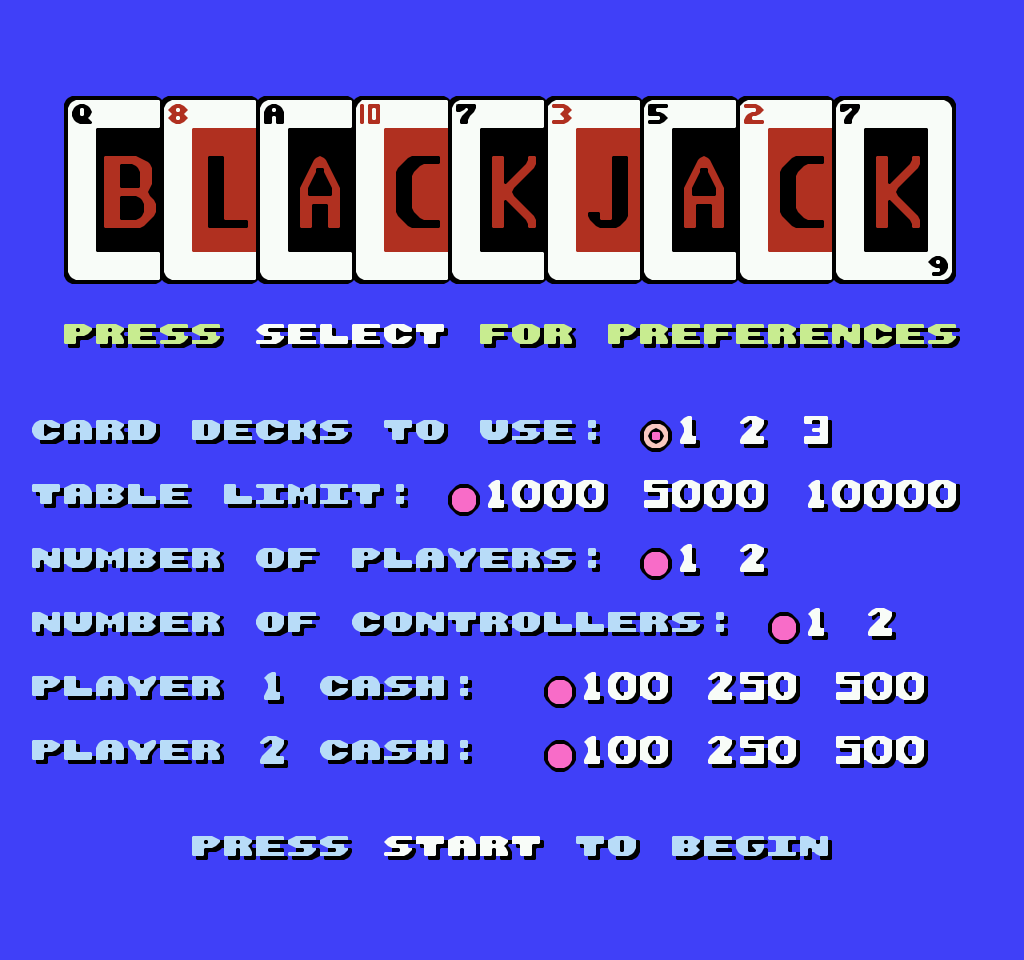 Q 8 A 10 7 3 5 2 7
BLACKJACK
6
PRESS SELECT FOR PREFERENCES
CARD DECKS TO USE: 1 2 3
TABLE LIMIT: 1000 5000 10000
NUMBER OF PLAYERS: 1 2
NUMBER OF CONTROLLERS: 1 2
PLAYER 1 CASH: 100 250 500
PLAYER 2 CASH: 100 250 500
PRESS START TO BEGIN